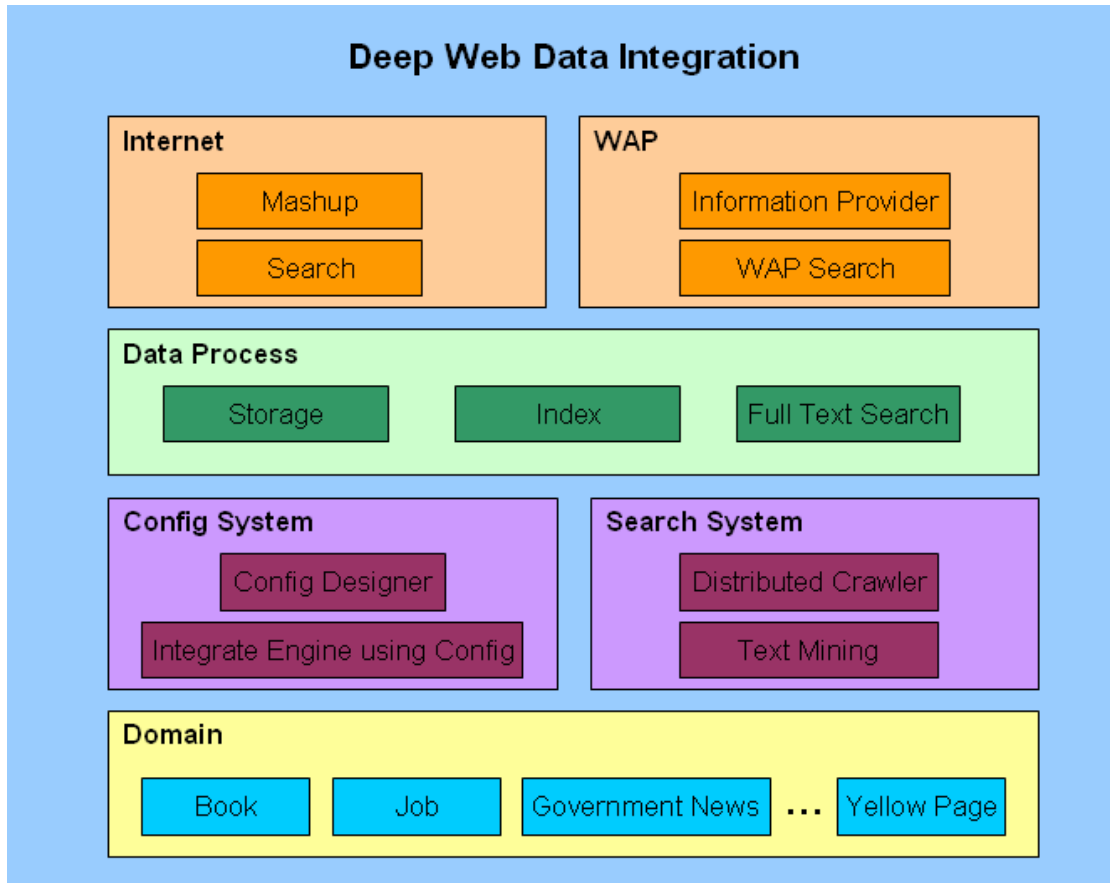 Deep Web Data Integration
Internet
Mashup
Search
WAP
Information Provider
WAP Search
Data Process
Storage
Index
Full Text Search
Config System
Config Designer
Integrate Engine using Config
Search System
Distributed Crawler
Text Mining
Domain
Book
Job
Government News
...
Yellow Page